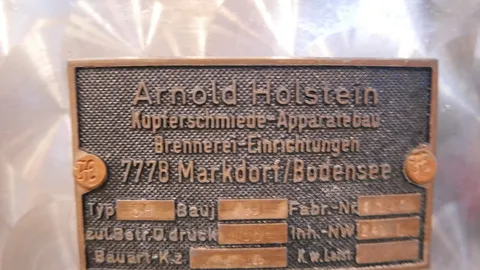 Arnold Holstein
Kupferschmiede-Apparatebau
Brennerei-Einrichtungen
7778 Markdorf/Bodensee
Typ Bauj Fabr.-Nr
zul.Betr.Ü.druck Inh.-NW
Bauart-Kz Kw.Leist